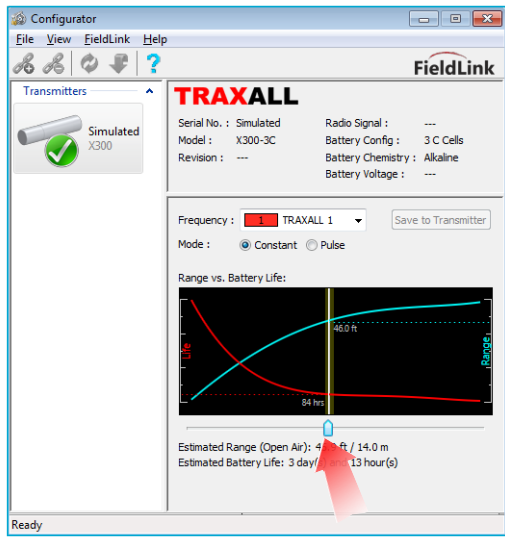 Configurator
File View FieldLink Help
FieldLink
Transmitters
Simulated
X300
TRAXALL
Serial No. : Simulated Radio Signal : ---
Model : X300-3C Battery Config : 3 C Cells
Revision : --- Battery Chemistry : Alkaline
Battery Voltage : ---
Frequency : 1 TRAXALL 1 Save to Transmitter
Mode : Constant Pulse
Range vs. Battery Life:
46.0 ft
Life
Range
84 hrs
Estimated Range (Open Air): ft / 14.0 m
Estimated Battery Life: 3 day(s) and 13 hour(s)
Ready